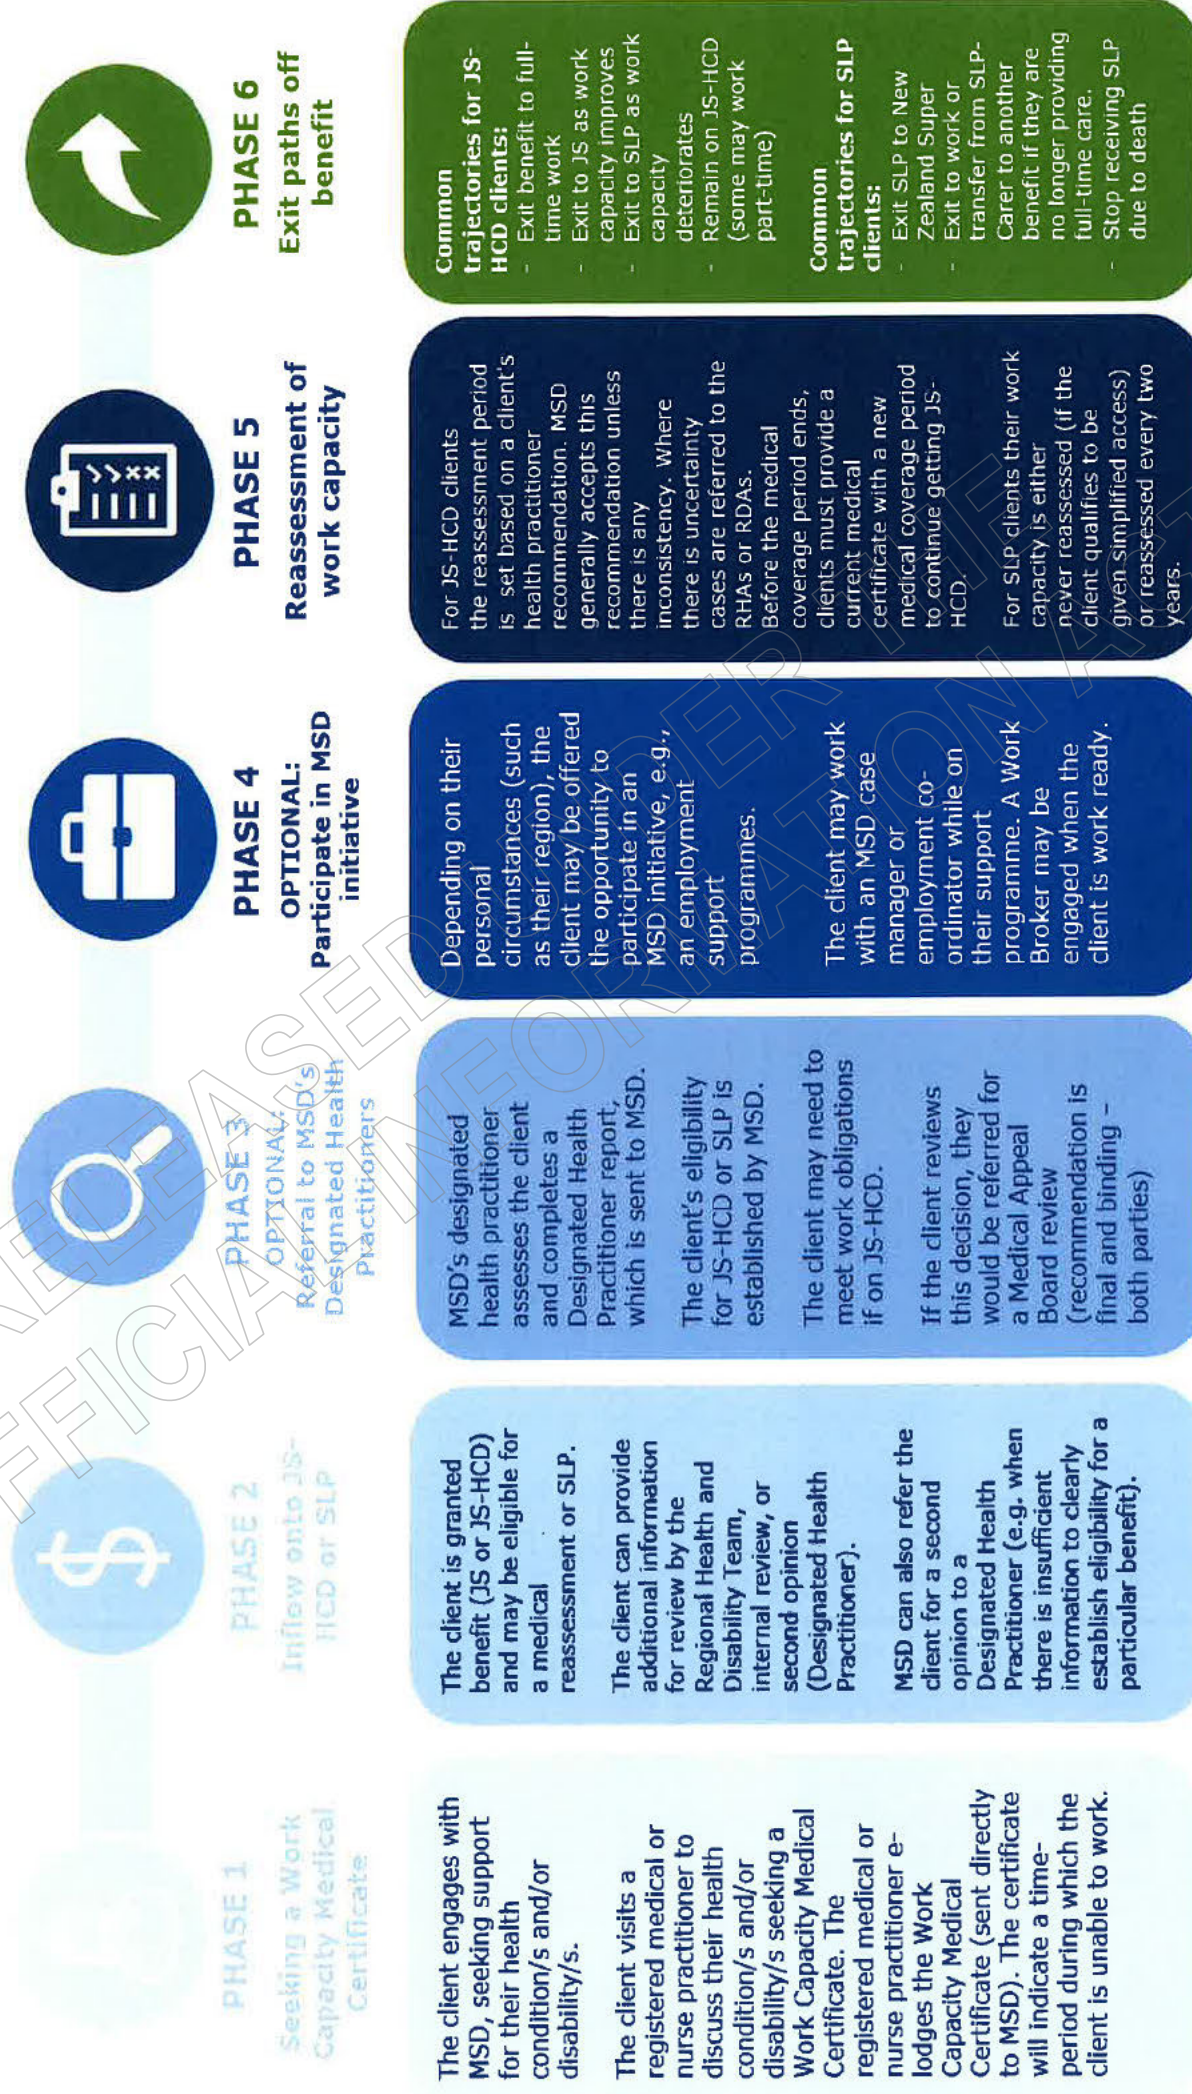 PHASE 1
Seeking a Work
Capacity Medical
Certificate
The client engages with
MSD, seeking support
for their health
condition/s and/or
disability/s.
The client visits a
registered medical or
nurse practitioner to
discuss their health
condition/s and/or
disability/s seeking a
Work Capacity Medical
Certificate. The
registered medical or
nurse practitioner e-
lodges the Work
Capacity Medical
Certificate (sent directly
to MSD). The certificate
will indicate a time-
period during which the
client is unable to work.
PHASE 2
Inflow onto JS-
HCD or SLP
The client is granted
benefit (JS or JS-HCD)
and may be eligible for
a medical
reassessment or SLP.
The client can provide
additional information
for review by the
Regional Health and
Disability Team,
internal review, or
second opinion
(Designated Health
Practitioner).
MSD can also refer the
client for a second
opinion to a
Designated Health
Practitioner (e.g. when
there is insufficient
information to clearly
establish eligibility for a
particular benefit).
PHASE 3
OPTIONAL:
Referral to MSD's
Designated Health
Practitioners
MSD's designated
health practitioner
assesses the client
and completes a
Designated Health
Practitioner report,
which is sent to MSD.
The client's eligibility
for JS-HCD or SLP is
established by MSD.
The client may need to
meet work obligations
if on JS-HCD.
If the client reviews
this decision, they
would be referred for
a Medical Appeal
Board review
(recommendation is
final and binding –
both parties)
PHASE 4
OPTIONAL:
Participate in MSD
initiative
Depending on their
personal
circumstances (such
as their region), the
client may be offered
the opportunity to
participate in an
MSD initiative, e.g.,
an employment
support
programmes.
The client may work
with an MSD case
manager or
employment co-
ordinator while on
their support
programme. A Work
Broker may be
engaged when the
client is work ready.
PHASE 5
Reassessment of
work capacity
For JS-HCD clients
the reassessment period
is set based on a client's
health practitioner
recommendation. MSD
generally accepts this
recommendation unless
there is any
inconsistency. Where
there is uncertainty
cases are referred to the
RHAs or RDAs.
Before the medical
coverage period ends,
clients must provide a
current medical
certificate with a new
medical coverage period
to continue getting JS-
HCD.
For SLP clients their work
capacity is either
never reassessed (if the
client qualifies to be
given simplified access)
or reassessed every two
years.
PHASE 6
Exit paths off
benefit
Common
trajectories for JS-
HCD clients:
- Exit benefit to full-
time work
- Exit to JS as work
capacity improves
- Exit to SLP as work
capacity
deteriorates
- Remain on JS-HCD
(some may work
part-time)
Common
trajectories for SLP
clients:
- Exit SLP to New
Zealand Super
- Exit to work or
transfer from SLP-
Carer to another
benefit if they are
no longer providing
full-time care.
- Stop receiving SLP
due to death
RELEASED UNDER THE
OFFICIAL INFORMATION ACT